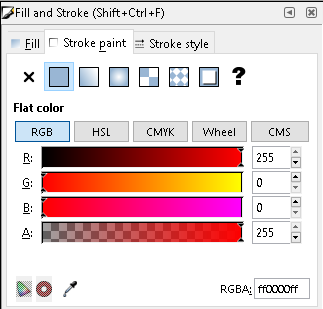 Fill and Stroke (Shift+Ctrl+F)
Fill Stroke paint Stroke style
?
Flat color
RGB HSL CMYK Wheel CMS
R: 255
G: 0
B: 0
A: 255
RGBA: ff0000ff